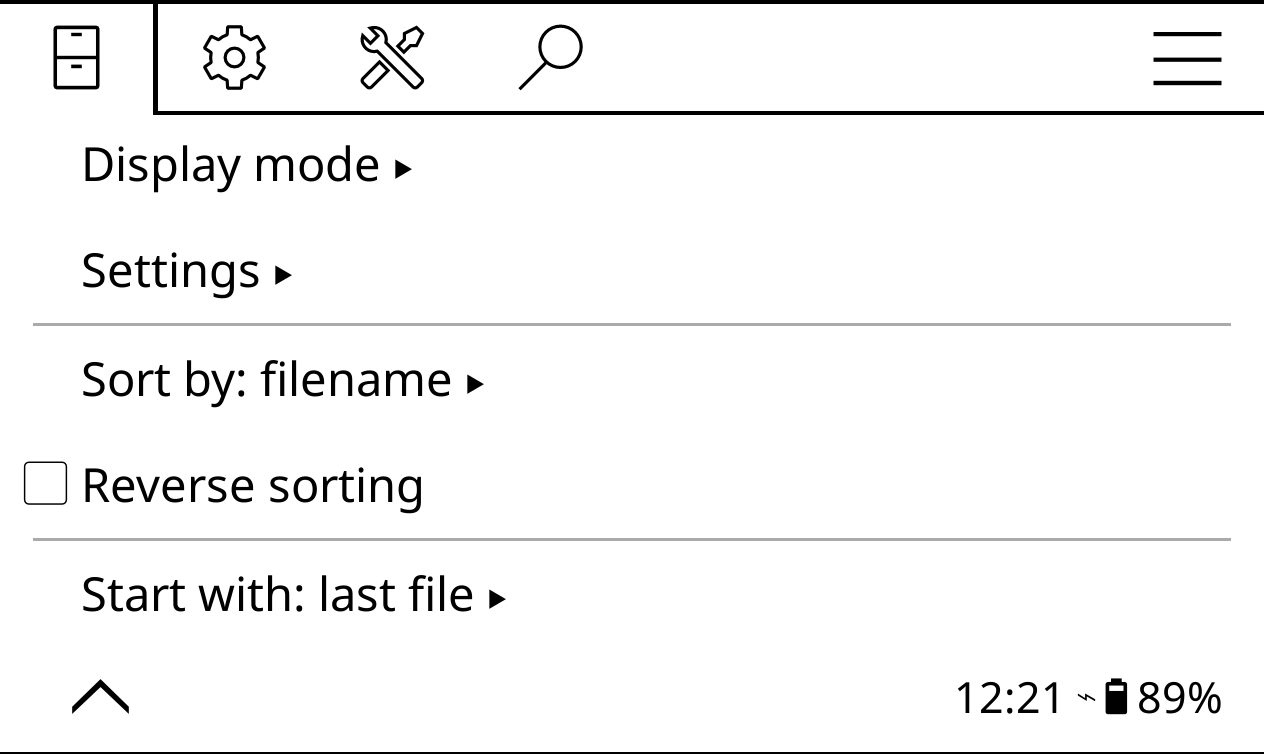 Display mode ▸
Settings ▸
Sort by: filename ▸
Reverse sorting
Start with: last file ▸
12:21 89%